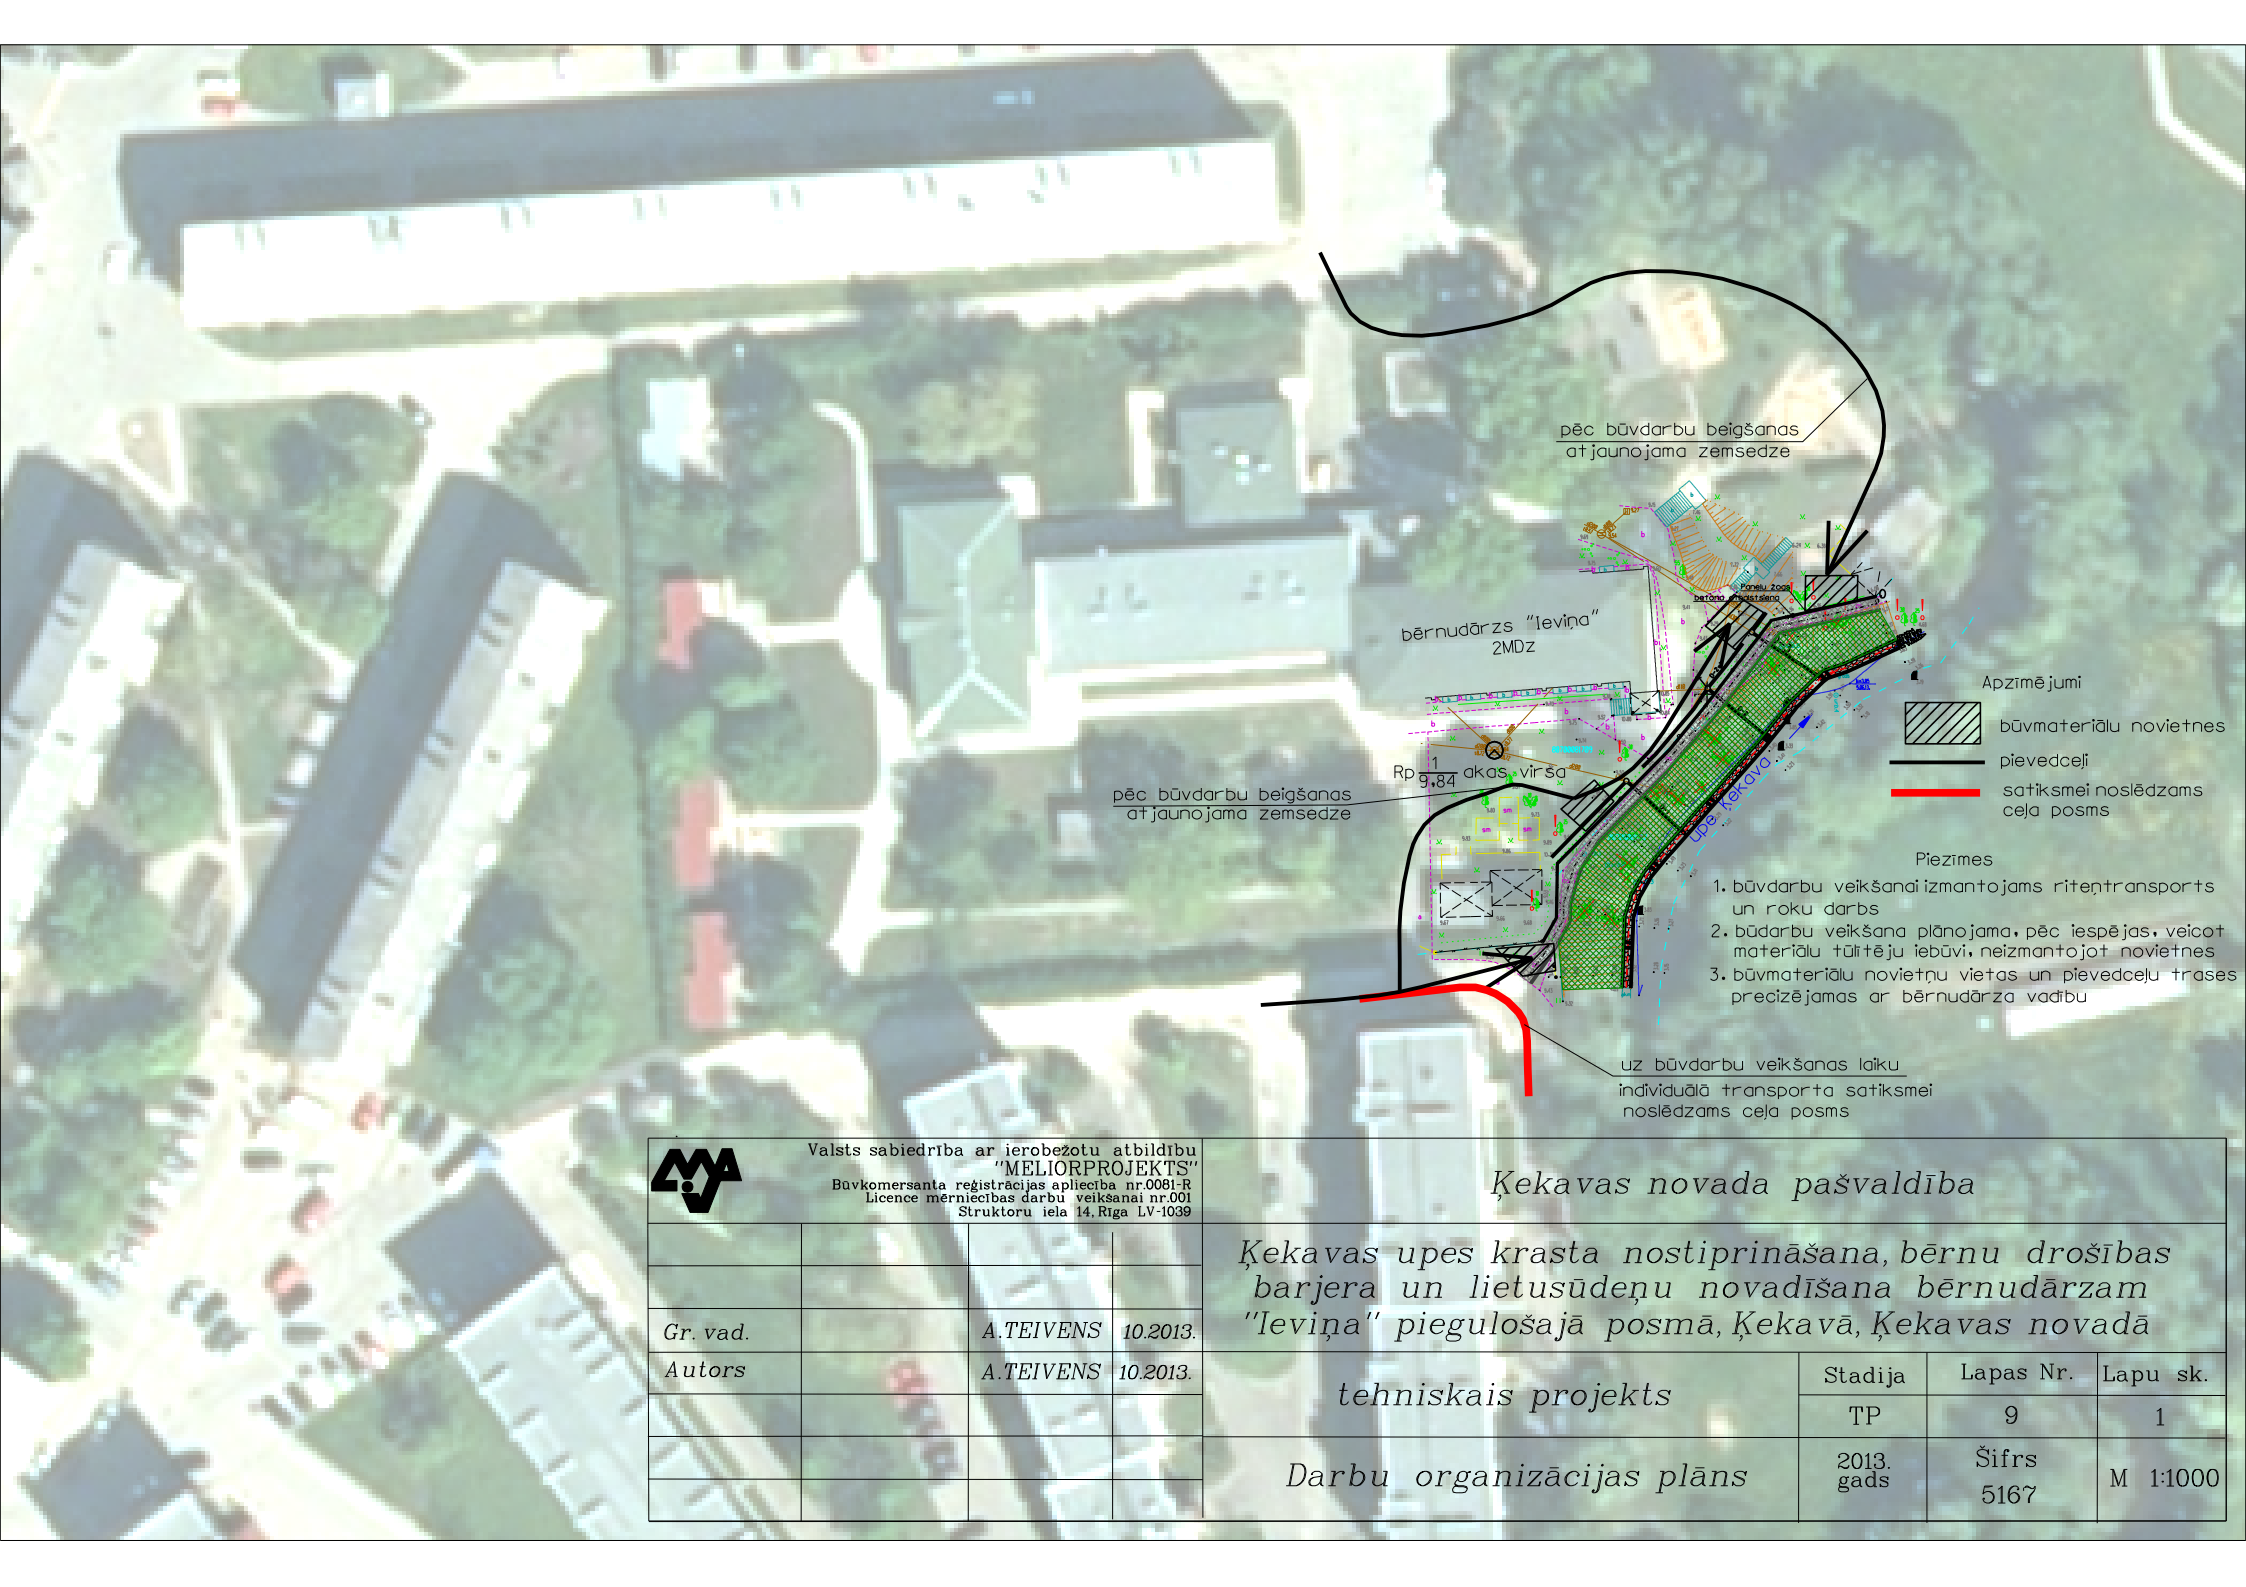 pēc būvdarbu beigšanas
atjaunojama zemsedze
Paneļu žogs
betona atbalstsiena
bērnudārzs "Ieviņa"
2MDz
Rp 1
9,84 akas virsa
pēc būvdarbu beigšanas
atjaunojama zemsedze
upe Ķekava
Apzīmējumi
būvmateriālu novietnes
pievedceļi
satiksmei noslēdzams
ceļa posms
Piezīmes
1. būvdarbu veikšanai izmantojams riteņtransports
un roku darbs
2. būdarbu veikšana plānojama, pēc iespējas, veicot
materiālu tūlītēju iebūvi, neizmantojot novietnes
3. būvmateriālu novietņu vietas un pievedceļu trases
precizējamas ar bērnudārza vadību
uz būvdarbu veikšanas laiku
individuālā transporta satiksmei
noslēdzams ceļa posms
Valsts sabiedrība ar ierobežotu atbildību
"MELIORPROJEKTS"
Būvkomersanta reģistrācijas apliecība nr.0081-R
Licence mērniecības darbu veikšanai nr.001
Struktoru iela 14, Rīga LV-1039
Gr. vad. A.TEIVENS 10.2013.
Autors A.TEIVENS 10.2013.
Ķekavas novada pašvaldība
Ķekavas upes krasta nostiprināšana, bērnu drošības
barjera un lietusūdeņu novadīšana bērnudārzam
"Ieviņa" piegulošajā posmā, Ķekavā, Ķekavas novadā
tehniskais projekts
Stadija Lapas Nr. Lapu sk.
TP 9 1
Darbu organizācijas plāns
2013.
gads
Šifrs
5167
M 1:1000